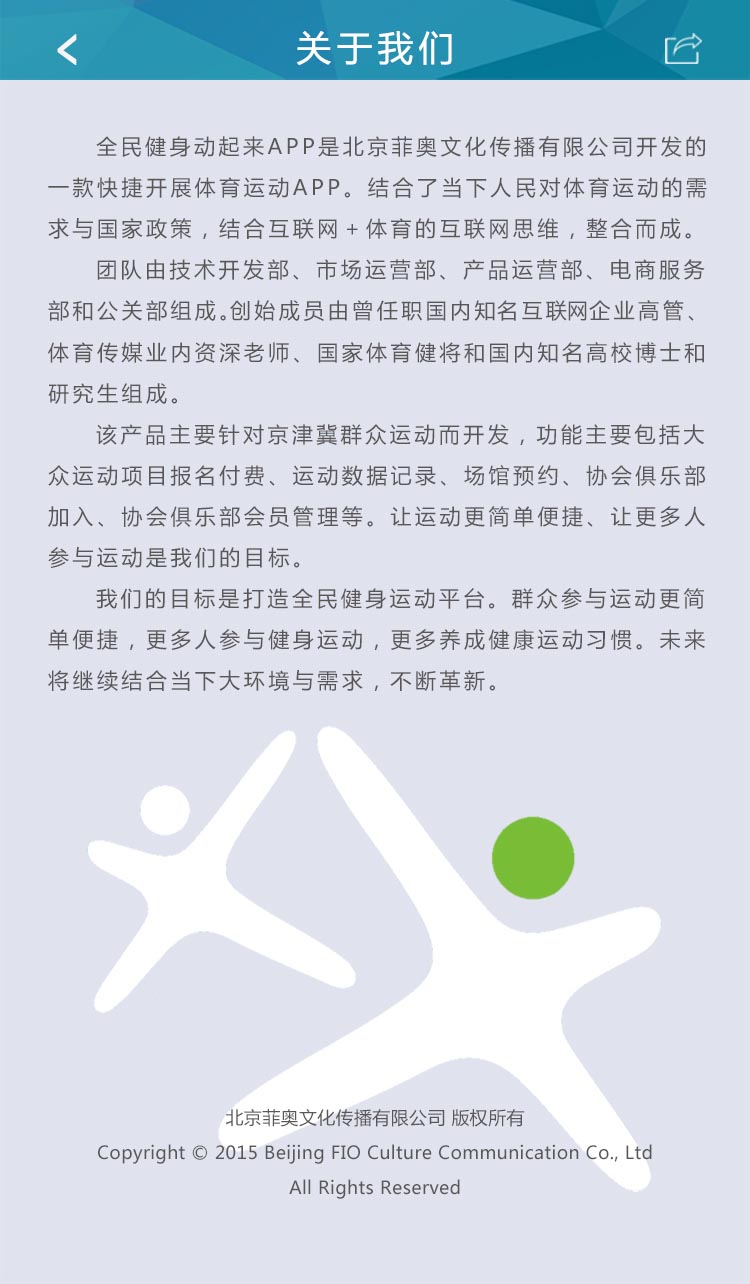 关于我们
全民健身动起来APP是北京菲奥文化传播有限公司开发的
一款快捷开展体育运动APP。结合了当下人民对体育运动的需
求与国家政策，结合互联网＋体育的互联网思维，整合而成。
团队由技术开发部、市场运营部、产品运营部、电商服务
部和公关部组成。创始成员由曾任职国内知名互联网企业高管、
体育传媒业内资深老师、国家体育健将和国内知名高校博士和
研究生组成。
该产品主要针对京津冀群众运动而开发，功能主要包括大
众运动项目报名付费、运动数据记录、场馆预约、协会俱乐部
加入、协会俱乐部会员管理等。让运动更简单便捷、让更多人
参与运动是我们的目标。
我们的目标是打造全民健身运动平台。群众参与运动更简
单便捷，更多人参与健身运动，更多养成健康运动习惯。未来
将继续结合当下大环境与需求，不断革新。
北京菲奥文化传播有限公司 版权所有
Copyright © 2015 Beijing FIO Culture Communication Co., Ltd
All Rights Reserved